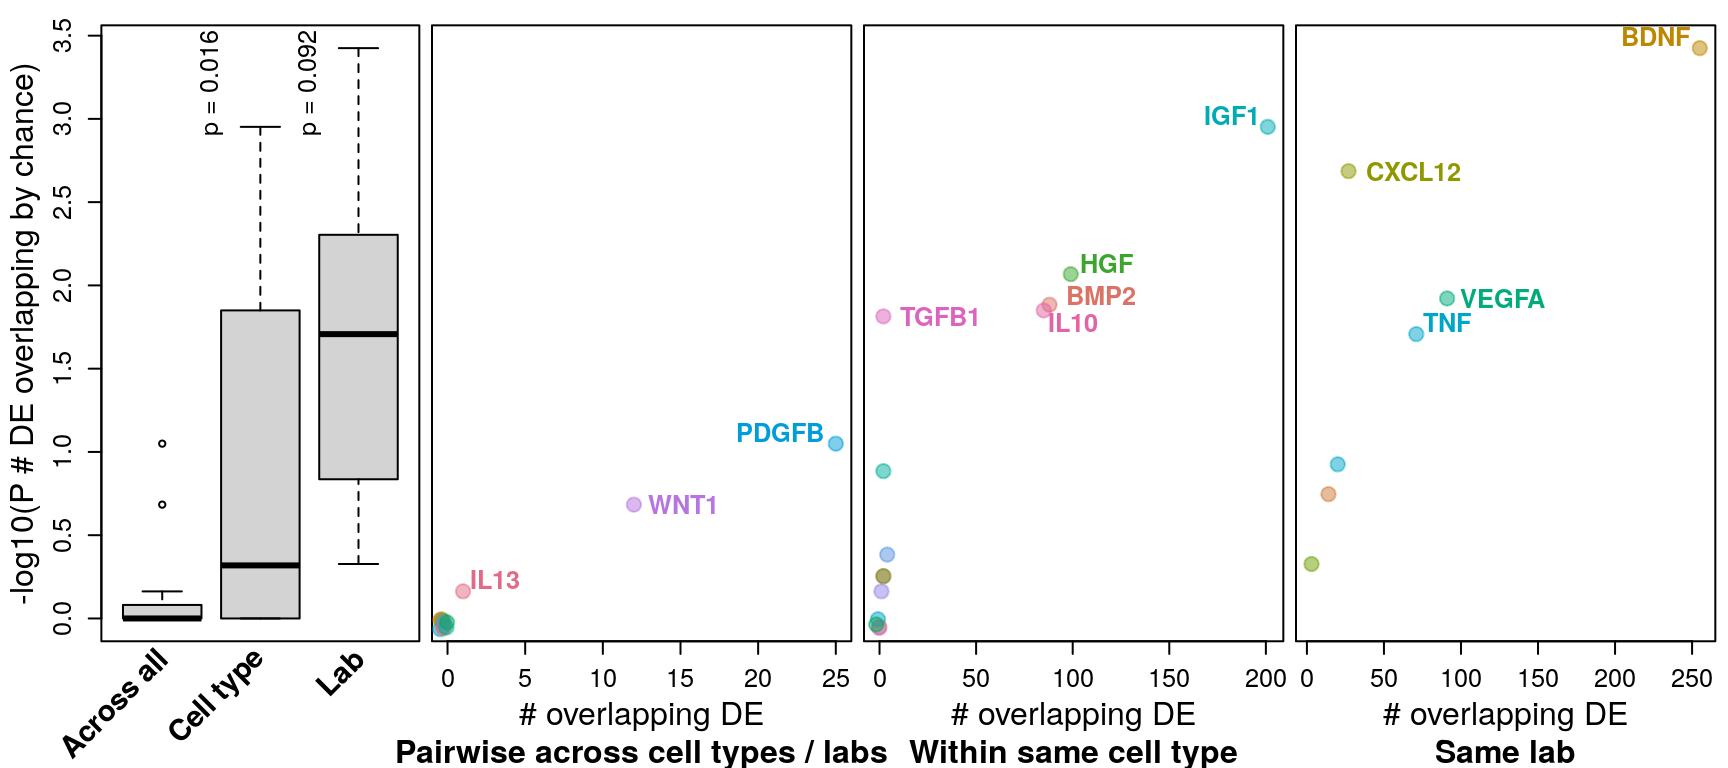 -log10(P # DE overlapping by chance)
3.5
3.0
2.5
2.0
1.5
1.0
0.5
0.0
p = 0.016
p = 0.092
Across all
Cell type
Lab
PDGFB
WNT1
IL13
0 5 10 15 20 25
# overlapping DE
Pairwise across cell types / labs
IGF1
HGF
BMP2
TGFB1
IL10
0 50 100 150 200
# overlapping DE
Within same cell type
BDNF
CXCL12
VEGFA
TNF
0 50 100 150 200 250
# overlapping DE
Same lab